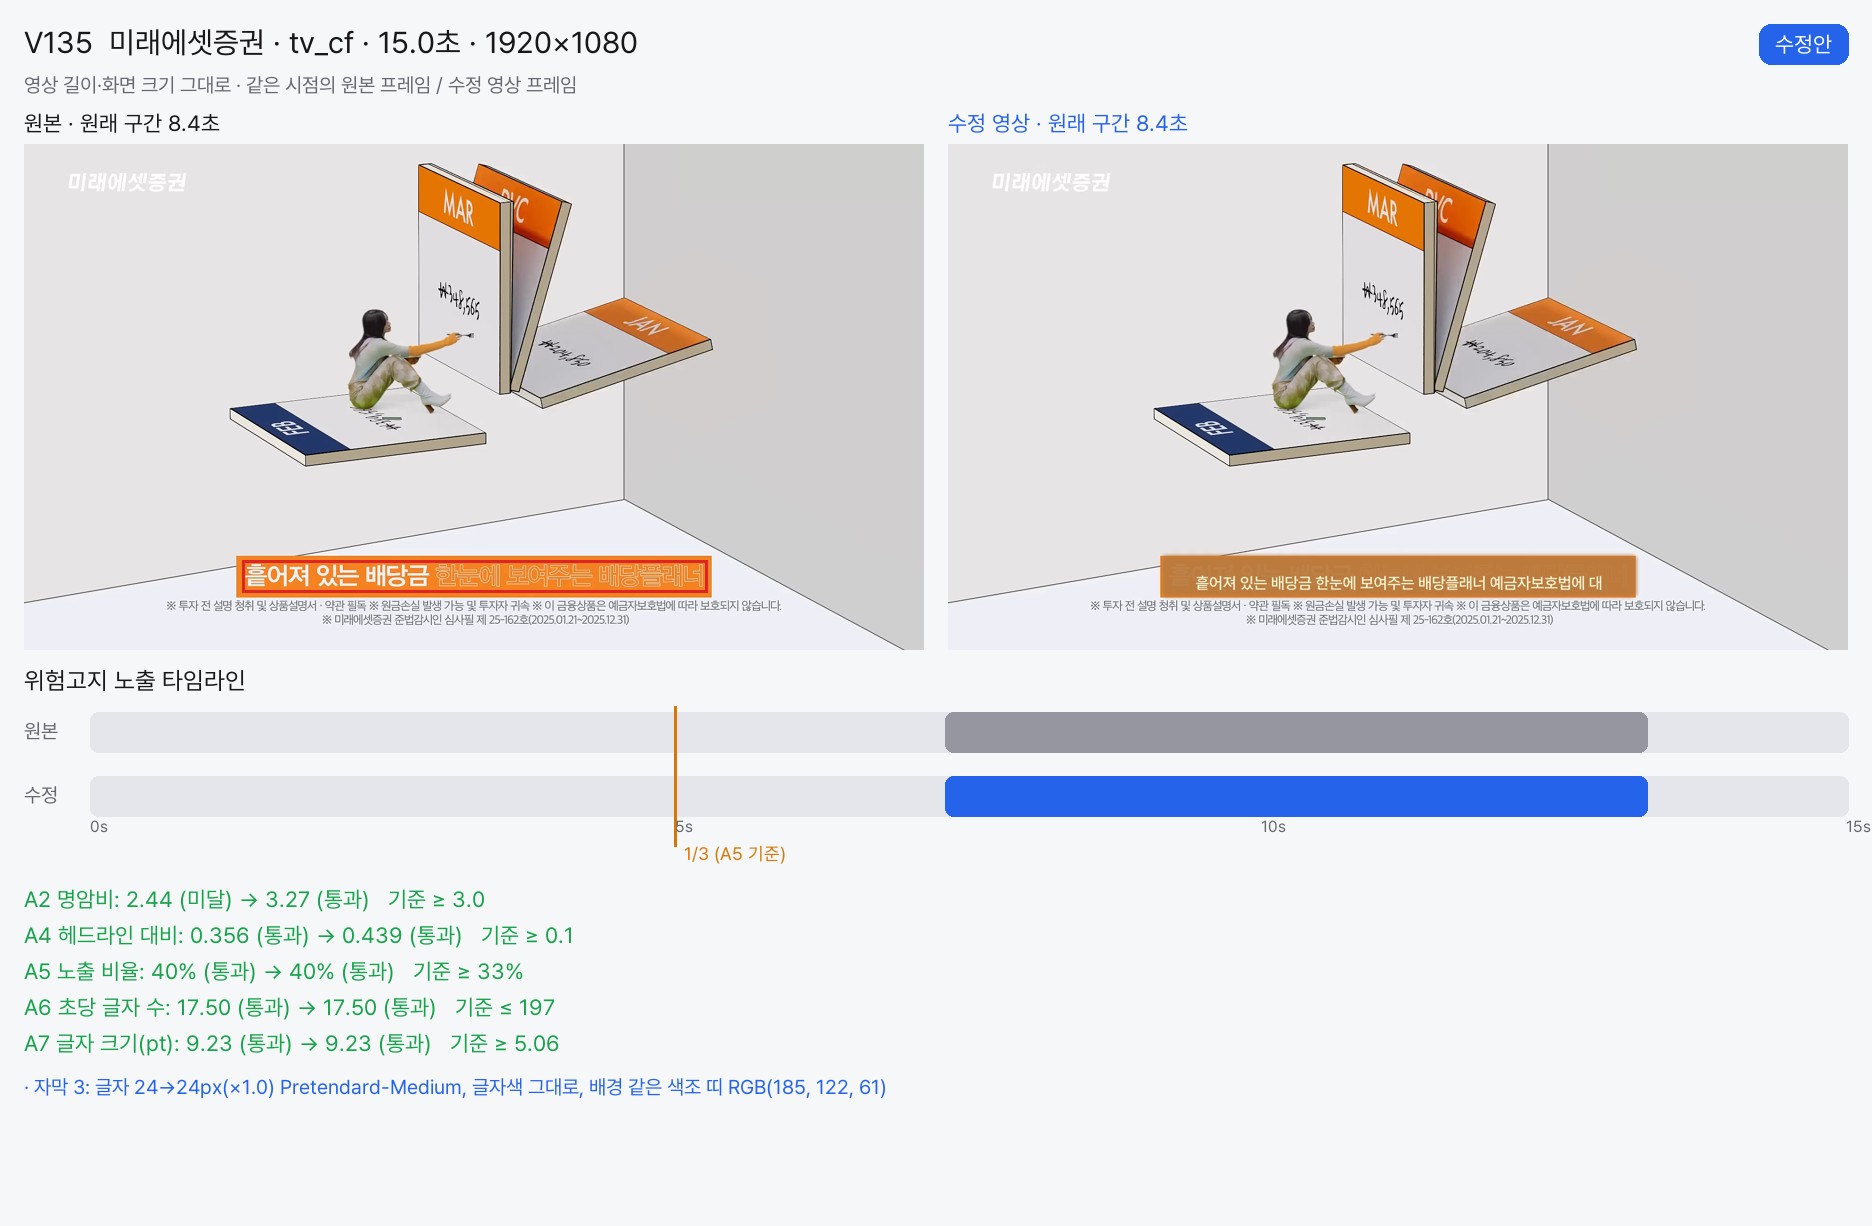 V135 미래에셋증권 · tv_cf · 15.0초 · 1920×1080
수정안
영상 길이·화면 크기 그대로 · 같은 시점의 원본 프레임 / 수정 영상 프레임
원본 · 원래 구간 8.4초
수정 영상 · 원래 구간 8.4초
미래에셋증권
MAR
₩348,565
JAN
FEB
흩어져 있는 배당금 한눈에 보여주는 배당플래너
※ 투자 전 설명 청취 및 상품설명서 · 약관 필독 ※ 원금손실 발생 가능 및 투자자 귀속 ※ 이 금융상품은 예금자보호법에 따라 보호되지 않습니다.
※ 미래에셋증권 준법감시인 심사필 제 25-162호(2025.01.21~2025.12.31)
미래에셋증권
MAR
₩348,565
JAN
FEB
흩어져 있는 배당금 한눈에 보여주는 배당플래너 예금자보호법에 대
※ 투자 전 설명 청취 및 상품설명서 · 약관 필독 ※ 원금손실 발생 가능 및 투자자 귀속 ※ 이 금융상품은 예금자보호법에 따라 보호되지 않습니다.
※ 미래에셋증권 준법감시인 심사필 제 25-162호(2025.01.21~2025.12.31)
위험고지 노출 타임라인
원본
수정
0s
5s
10s
15s
1/3 (A5 기준)
A2 명암비: 2.44 (미달) → 3.27 (통과) 기준 ≥ 3.0
A4 헤드라인 대비: 0.356 (통과) → 0.439 (통과) 기준 ≥ 0.1
A5 노출 비율: 40% (통과) → 40% (통과) 기준 ≥ 33%
A6 초당 글자 수: 17.50 (통과) → 17.50 (통과) 기준 ≤ 197
A7 글자 크기(pt): 9.23 (통과) → 9.23 (통과) 기준 ≥ 5.06
· 자막 3: 글자 24→24px(×1.0) Pretendard-Medium, 글자색 그대로, 배경 같은 색조 띠 RGB(185, 122, 61)